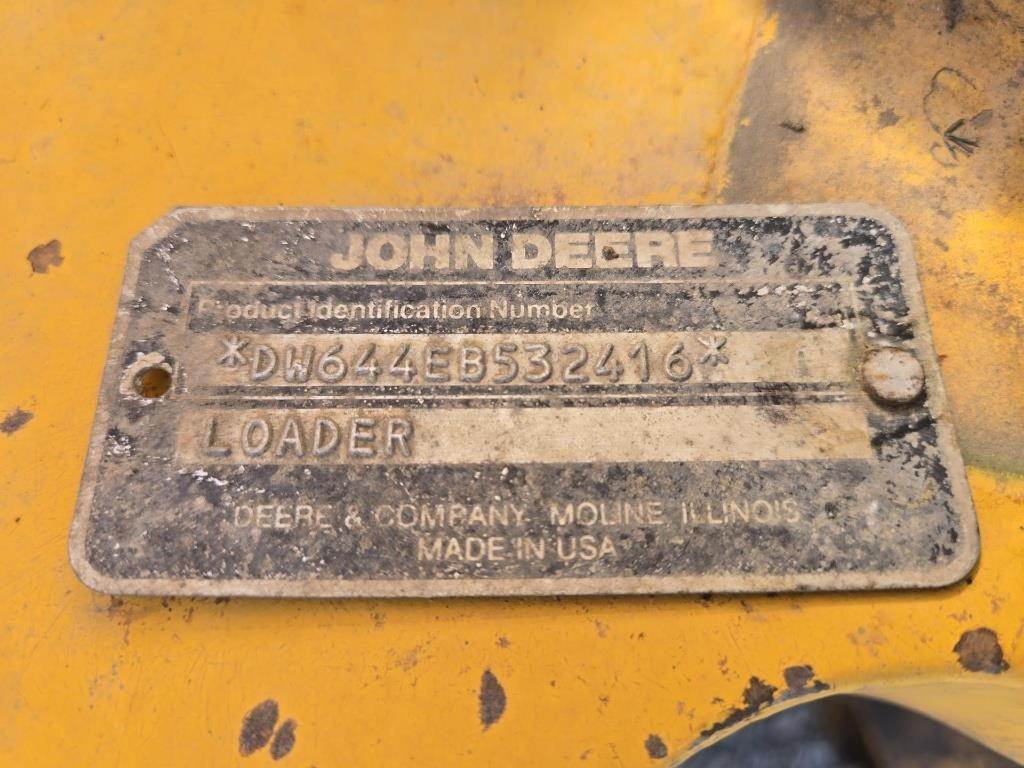 JOHN DEERE
Product Identification Number
*DW644EB532416*
LOADER
DEERE & COMPANY MOLINE, ILLINOIS
MADE IN USA